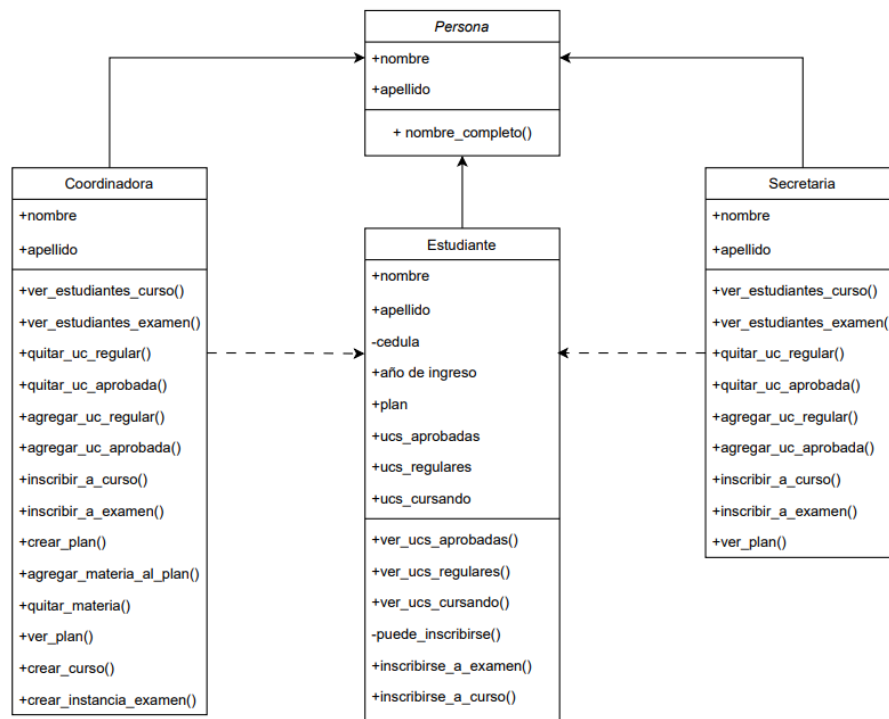 Persona
+nombre
+apellido
+ nombre_completo()
Coordinadora
+nombre
+apellido
+ver_estudiantes_curso()
+ver_estudiantes_examen()
+quitar_uc_regular()
+quitar_uc_aprobada()
+agregar_uc_regular()
+agregar_uc_aprobada()
+inscribir_a_curso()
+inscribir_a_examen()
+crear_plan()
+agregar_materia_al_plan()
+quitar_materia()
+ver_plan()
+crear_curso()
+crear_instancia_examen()
Estudiante
+nombre
+apellido
-cedula
+año de ingreso
+plan
+ucs_aprobadas
+ucs_regulares
+ucs_cursando
+ver_ucs_aprobadas()
+ver_ucs_regulares()
+ver_ucs_cursando()
-puede_inscribirse()
+inscribirse_a_examen()
+inscribirse_a_curso()
Secretaria
+nombre
+apellido
+ver_estudiantes_curso()
+ver_estudiantes_examen()
+quitar_uc_regular()
+quitar_uc_aprobada()
+agregar_uc_regular()
+agregar_uc_aprobada()
+inscribir_a_curso()
+inscribir_a_examen()
+ver_plan()